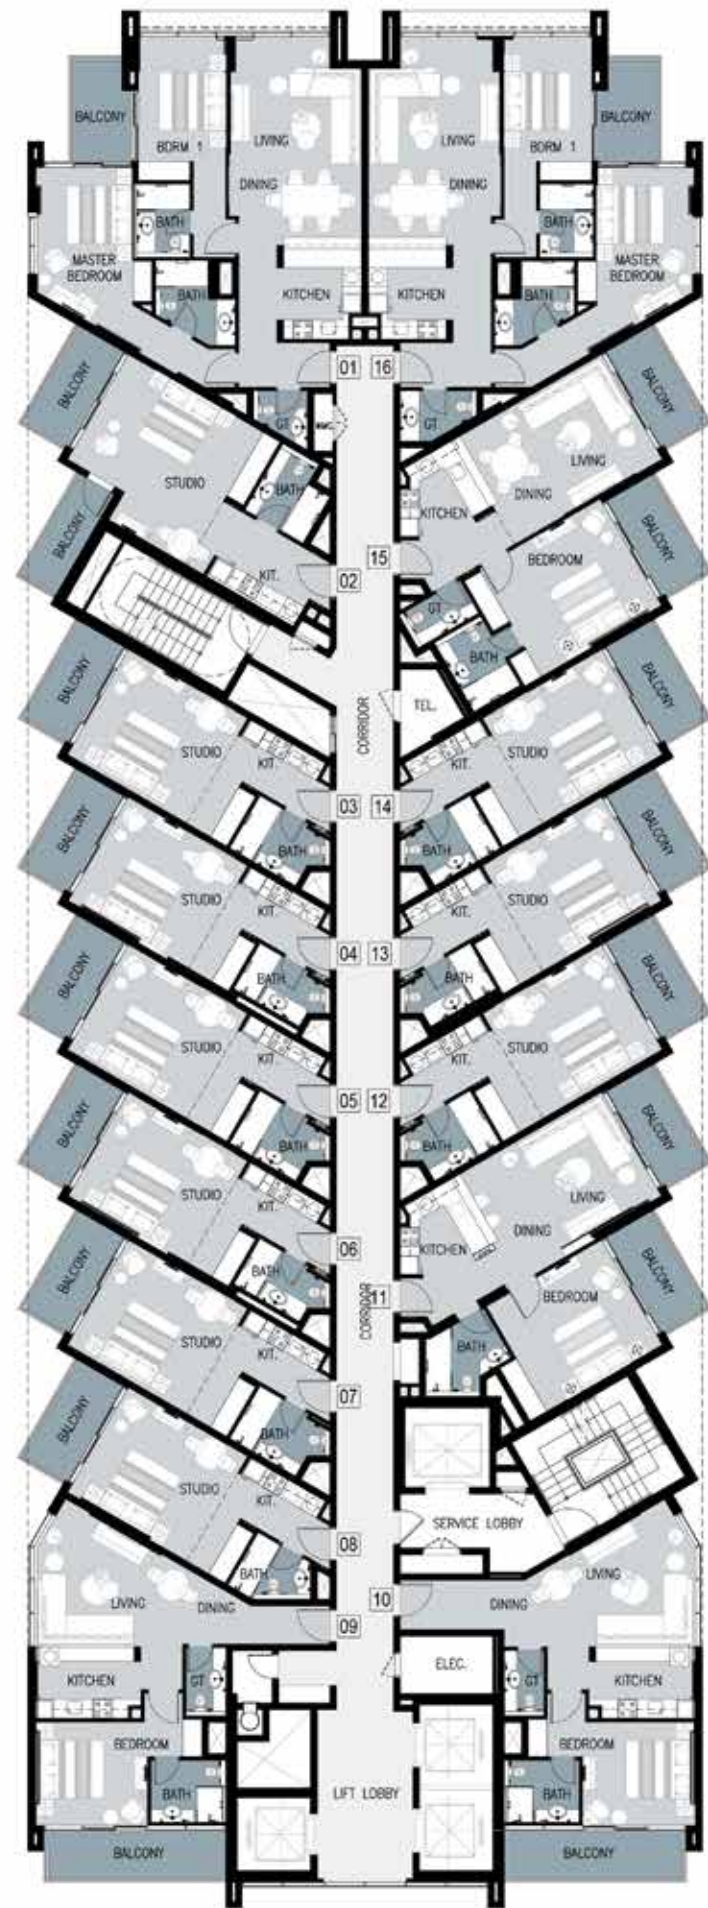 BALCONY
BDRM 1
LIVING
DINING
LIVING
DINING
BDRM 1
BALCONY
BATH
BATH
MASTER
BEDROOM
MASTER
BEDROOM
BATH
BATH
KITCHEN
KITCHEN
01
16
BALCONY
BALCONY
GT
GT
STUDIO
BATH
LIVING
DINING
KITCHEN
BALCONY
BALCONY
15
BEDROOM
KIT.
02
GT
BATH
BALCONY
BALCONY
TEL.
CORRIDOR
STUDIO
KIT.
KIT.
STUDIO
03
14
BATH
BATH
BALCONY
BALCONY
STUDIO
KIT.
KIT.
STUDIO
04
13
BATH
BATH
BALCONY
BALCONY
STUDIO
KIT.
KIT.
STUDIO
05
12
BATH
BATH
BALCONY
BALCONY
STUDIO
KIT.
LIVING
DINING
KITCHEN
06
BATH
11
CORRIDOR
BALCONY
BALCONY
BEDROOM
STUDIO
KIT.
BATH
07
BATH
BALCONY
STUDIO
KIT.
SERVICE LOBBY
08
BATH
LIVING
DINING
10
DINING
LIVING
09
KITCHEN
GT
ELEC.
GT
KITCHEN
BEDROOM
BEDROOM
BATH
LIFT LOBBY
BATH
BALCONY
BALCONY